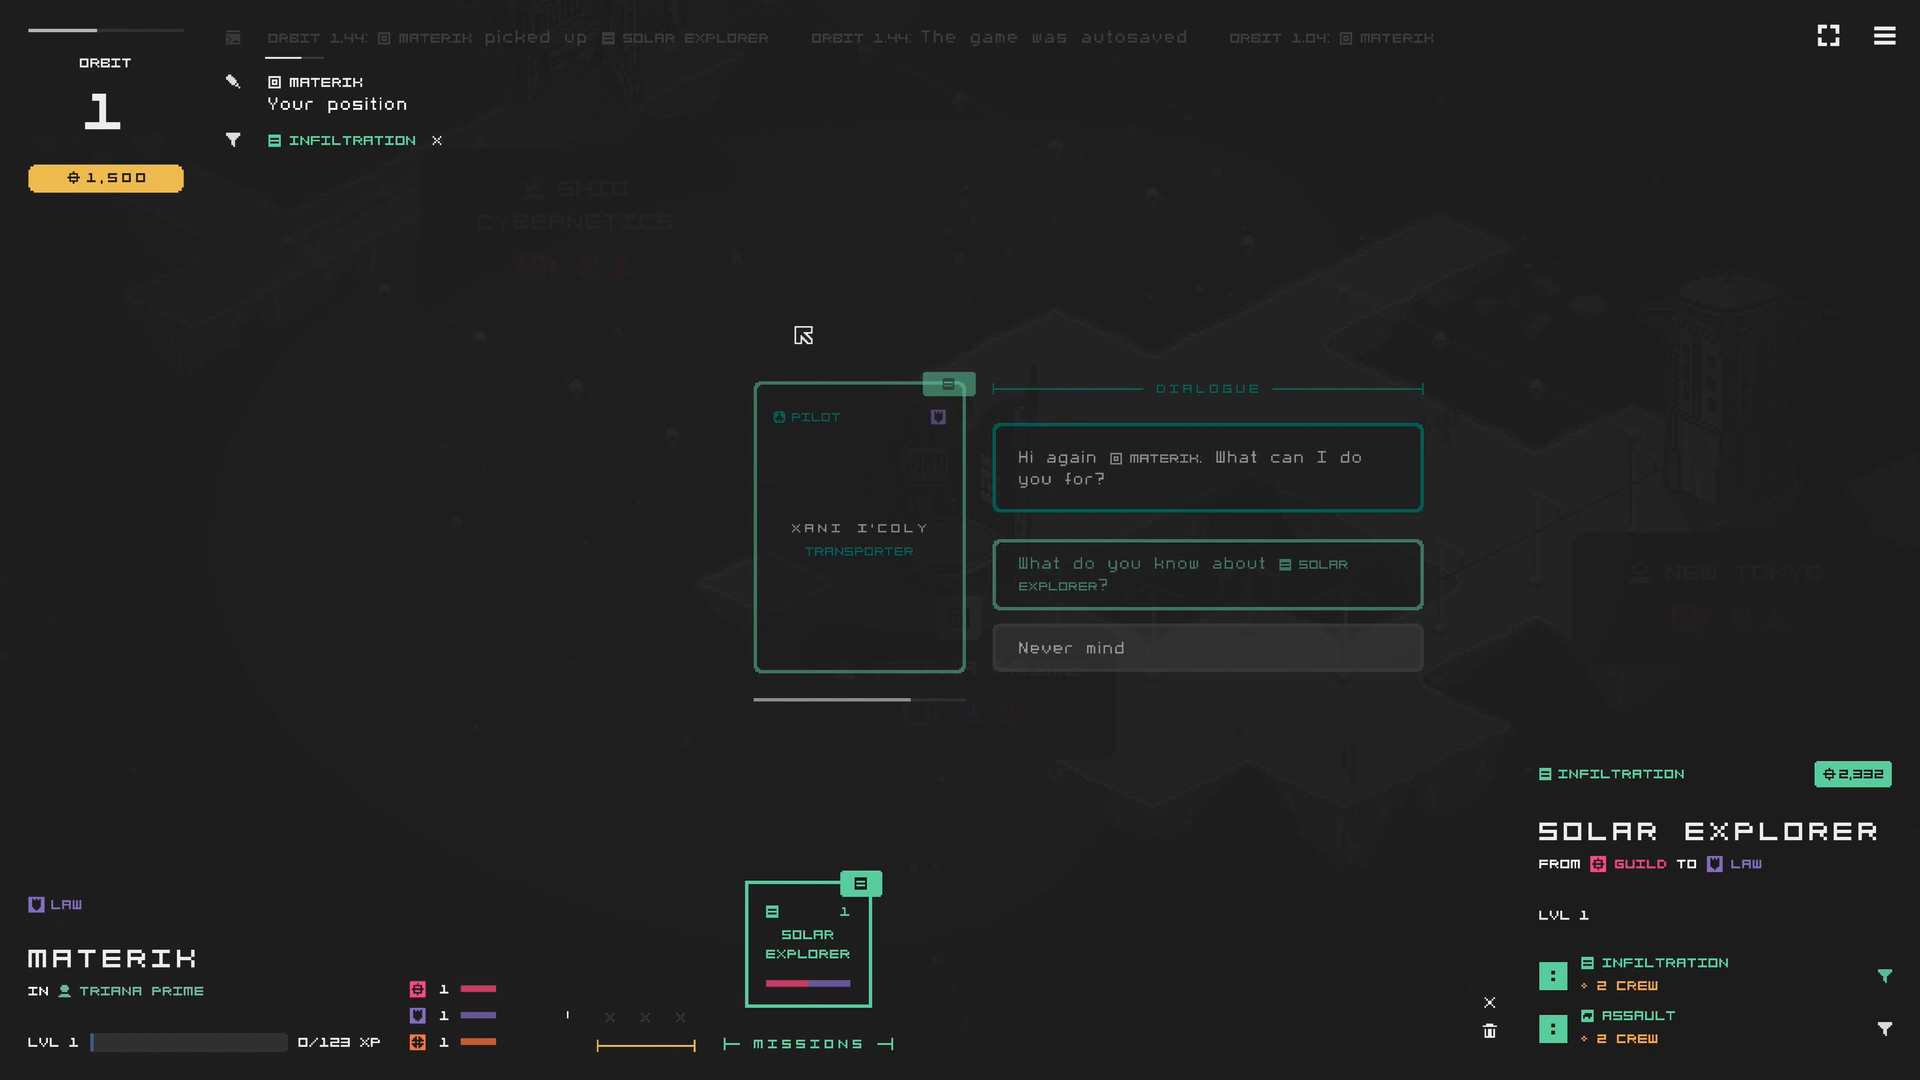 ORBIT 1.44: MATERIK picked up SOLAR EXPLORER
ORBIT 1.44: The game was autosaved
ORBIT 1.04: MATERIK
ORBIT
1
1,500
MATERIK
Your position
INFILTRATION ×
SHIO
CYBERNETICS
DIALOGUE
PILOT
XANI I'COLY
TRANSPORTER
Hi again MATERIK. What can I do
you for?
What do you know about SOLAR
EXPLORER?
Never mind
NEW TOKYO
INFILTRATION
2,332
SOLAR EXPLORER
FROM GUILD TO LAW
LVL 1
INFILTRATION
2 CREW
ASSAULT
2 CREW
LAW
MATERIK
IN TRIANA PRIME
LVL 1
0/123 XP
1
1
1
1
SOLAR
EXPLORER
MISSIONS